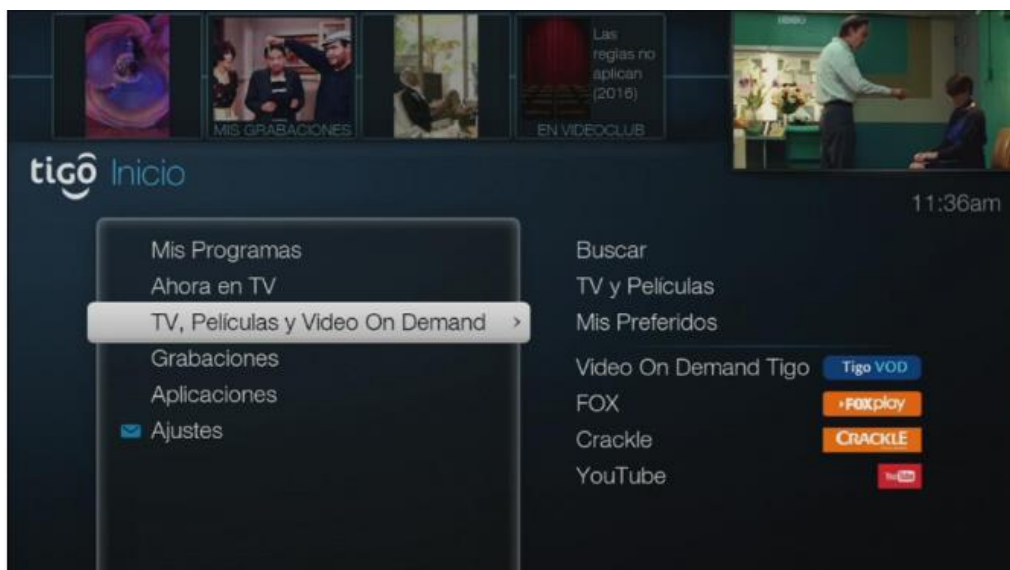 Las
reglas no
aplican
(2016)
MIS GRABACIONES
EN VIDEOCLUB
tigo Inicio
11:36am
Mis Programas
Ahora en TV
TV, Películas y Video On Demand
Grabaciones
Aplicaciones
Ajustes
Buscar
TV y Películas
Mis Preferidos
Video On Demand Tigo Tigo VOD
FOX FOXplay
Crackle CRACKLE
YouTube YouTube